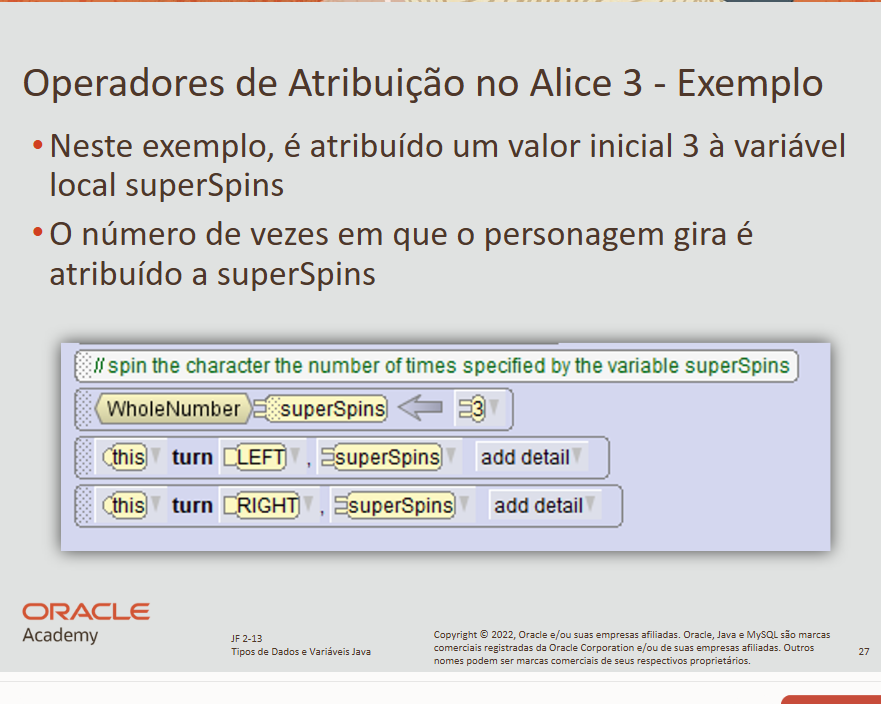 Operadores de Atribuição no Alice 3 - Exemplo
• Neste exemplo, é atribuído um valor inicial 3 à variável
local superSpins
• O número de vezes em que o personagem gira é
atribuído a superSpins
// spin the character the number of times specified by the variable superSpins
WholeNumber superSpins 3
this turn LEFT , superSpins add detail
this turn RIGHT , superSpins add detail
ORACLE
Academy
JF 2-13
Tipos de Dados e Variáveis Java
Copyright © 2022, Oracle e/ou suas empresas afiliadas. Oracle, Java e MySQL são marcas
comerciais registradas da Oracle Corporation e/ou de suas empresas afiliadas. Outros
nomes podem ser marcas comerciais de seus respectivos proprietários.
27